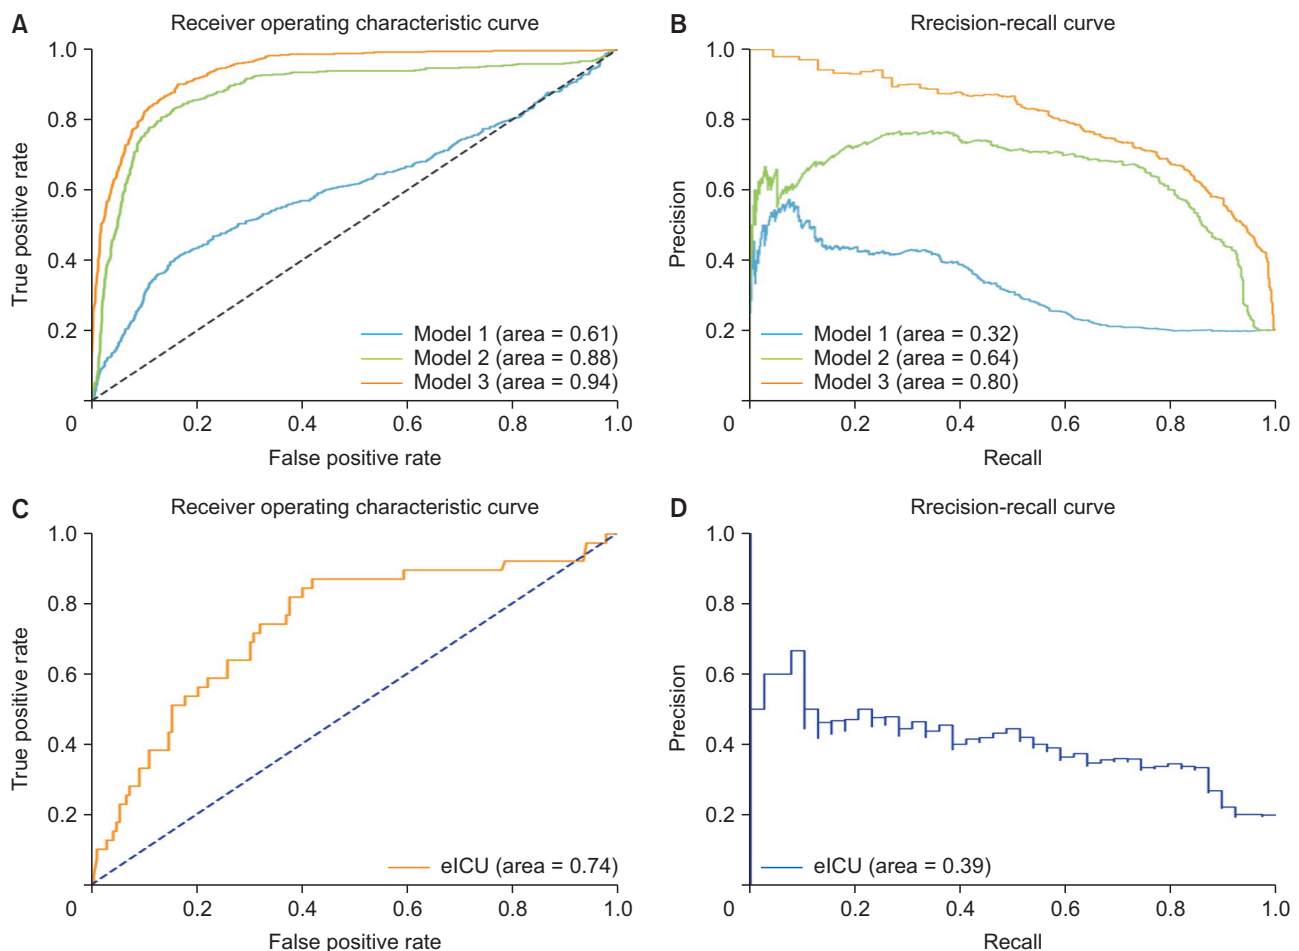 A
Receiver operating characteristic curve
True positive rate
1.0
0.8
0.6
0.4
0.2
0
0.2
0.4
0.6
0.8
1.0
False positive rate
Model 1 (area = 0.61)
Model 2 (area = 0.88)
Model 3 (area = 0.94)
B
Rrecision-recall curve
Precision
1.0
0.8
0.6
0.4
0.2
0
0.2
0.4
0.6
0.8
1.0
Recall
Model 1 (area = 0.32)
Model 2 (area = 0.64)
Model 3 (area = 0.80)
C
Receiver operating characteristic curve
True positive rate
1.0
0.8
0.6
0.4
0.2
0
0.2
0.4
0.6
0.8
1.0
False positive rate
eICU (area = 0.74)
D
Rrecision-recall curve
Precision
1.0
0.8
0.6
0.4
0.2
0
0.2
0.4
0.6
0.8
1.0
Recall
eICU (area = 0.39)